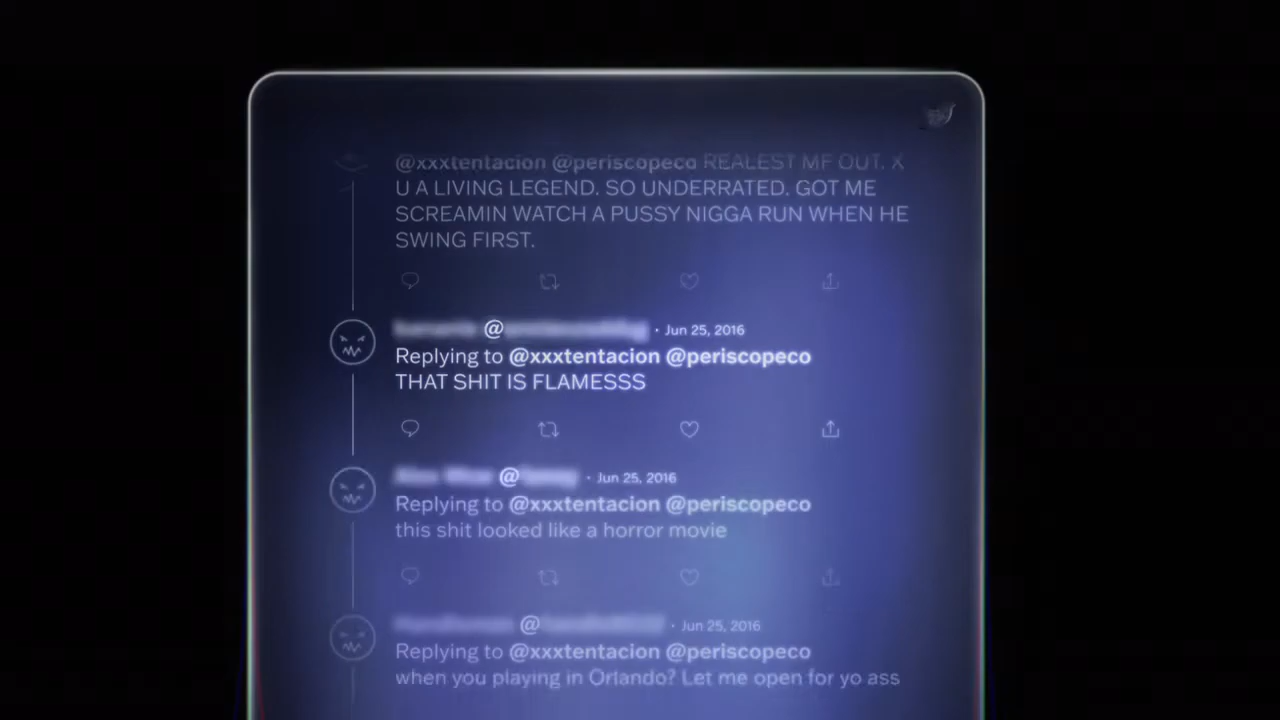 @xxxtentacion @periscopeco REALEST MF OUT. X
U A LIVING LEGEND. SO UNDERRATED. GOT ME
SCREAMIN WATCH A PUSSY NIGGA RUN WHEN HE
SWING FIRST.
@ · Jun 25, 2016
Replying to @xxxtentacion @periscopeco
THAT SHIT IS FLAMESSS
@ · Jun 25, 2016
Replying to @xxxtentacion @periscopeco
this shit looked like a horror movie
@ · Jun 25, 2016
Replying to @xxxtentacion @periscopeco
when you playing in Orlando? Let me open for yo ass